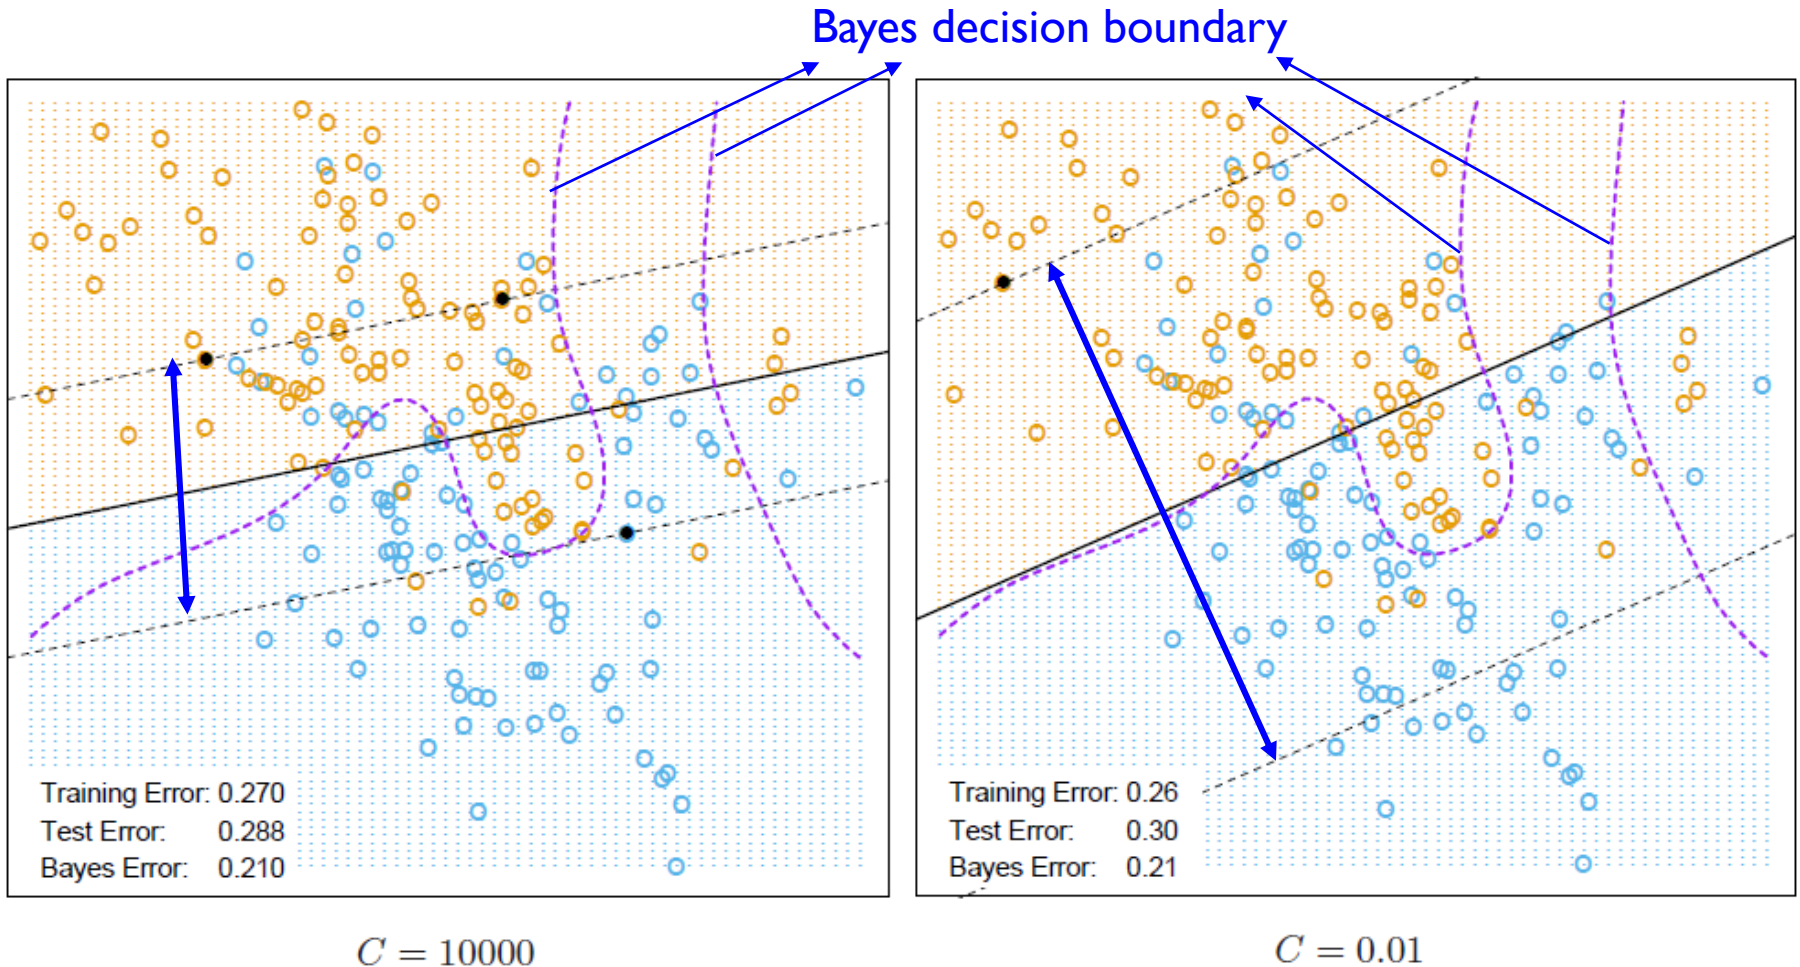 Bayes decision boundary
Training Error: 0.270
Test Error: 0.288
Bayes Error: 0.210
Training Error: 0.26
Test Error: 0.30
Bayes Error: 0.21
C = 10000
C = 0.01